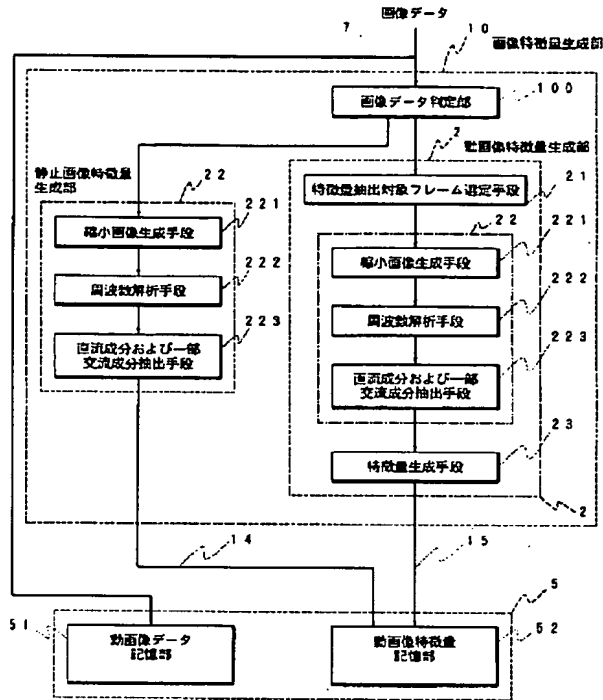 画像データ
7
10
画像特徴量生成部
100
画像データ判定部
2
動画像特徴量生成部
静止画像特徴量
生成部
22
221
縮小画像生成手段
222
周波数解析手段
223
直流成分および一部
交流成分抽出手段
21
特徴量抽出対象フレーム選定手段
22
221
縮小画像生成手段
222
周波数解析手段
223
直流成分および一部
交流成分抽出手段
23
特徴量生成手段
2
14
15
5
51
動画像データ
記憶部
52
動画像特徴量
記憶部